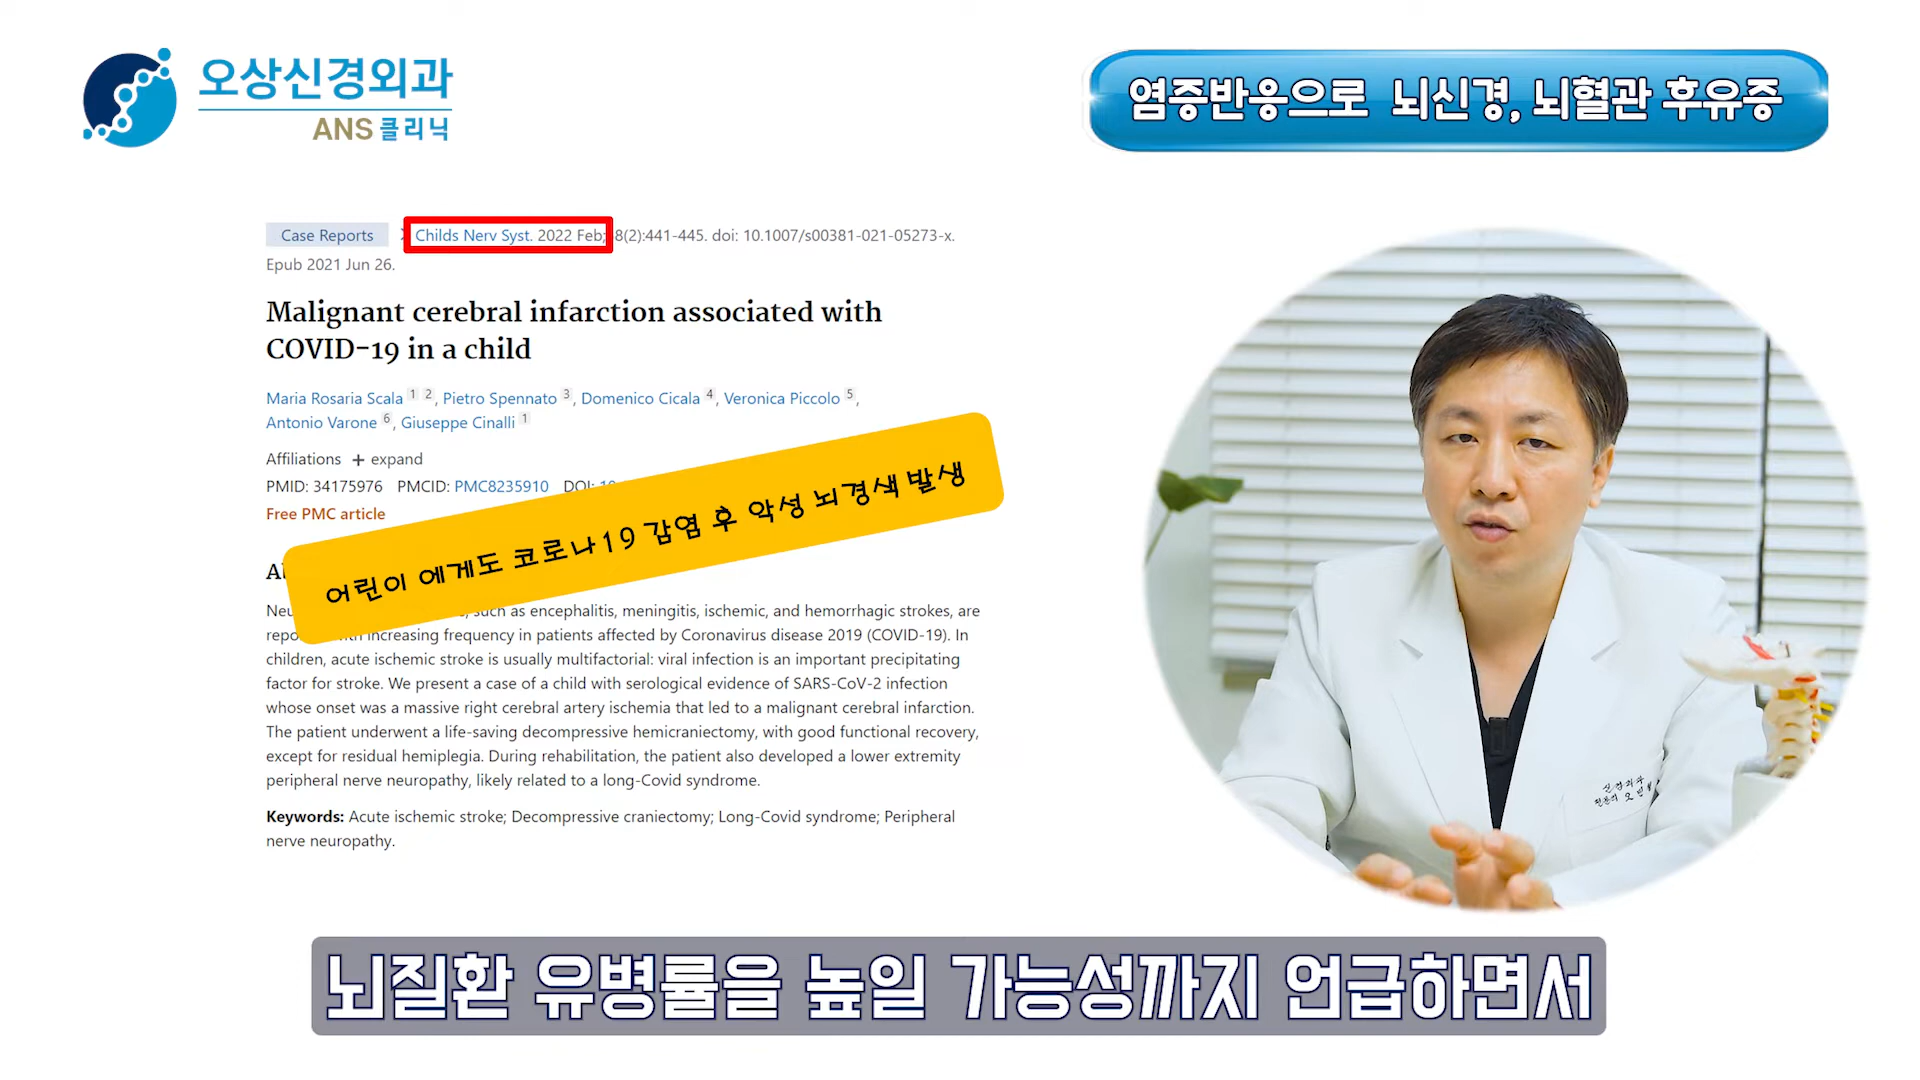 오상신경외과
ANS 클리닉
염증반응으로 뇌신경, 뇌혈관 후유증
Case Reports
Childs Nerv Syst. 2022 Feb; 8(2):441-445. doi: 10.1007/s00381-021-05273-x.
Epub 2021 Jun 26.
Malignant cerebral infarction associated with
COVID-19 in a child
Maria Rosaria Scala 1 2, Pietro Spennato 3, Domenico Cicala 4, Veronica Piccolo 5,
Antonio Varone 6, Giuseppe Cinalli 1
Affiliations + expand
PMID: 34175976 PMCID: PMC8235910 DOI:
Free PMC article
어린이 에게도 코로나19 감염 후 악성 뇌경색 발생
such as encephalitis, meningitis, ischemic, and hemorrhagic strokes, are
increasing frequency in patients affected by Coronavirus disease 2019 (COVID-19). In
children, acute ischemic stroke is usually multifactorial: viral infection is an important precipitating
factor for stroke. We present a case of a child with serological evidence of SARS-CoV-2 infection
whose onset was a massive right cerebral artery ischemia that led to a malignant cerebral infarction.
The patient underwent a life-saving decompressive hemicraniectomy, with good functional recovery,
except for residual hemiplegia. During rehabilitation, the patient also developed a lower extremity
peripheral nerve neuropathy, likely related to a long-Covid syndrome.
Keywords: Acute ischemic stroke; Decompressive craniectomy; Long-Covid syndrome; Peripheral
nerve neuropathy.
신경외과
뇌질환 유병률을 높일 가능성까지 언급하면서